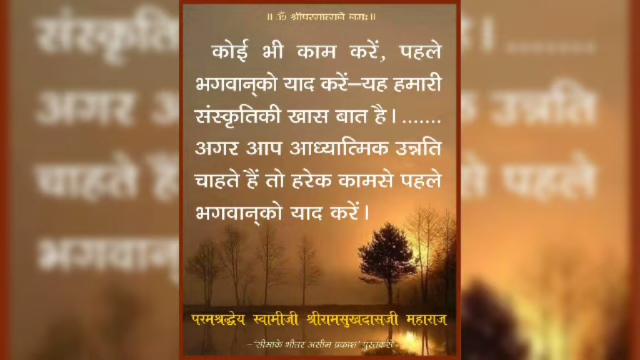 ॥ ॐ श्रीपरमात्मने नमः ॥
कोई भी काम करें, पहले
भगवान्‌को याद करें–यह हमारी
संस्कृतिकी खास बात है। .......
अगर आप आध्यात्मिक उन्नति
चाहते हैं तो हरेक कामसे पहले
भगवान्‌को याद करें।
परमश्रद्धेय स्वामीजी श्रीरामसुखदासजी महाराज
–'सीमाके भीतर असीम प्रकाश' पुस्तकसे